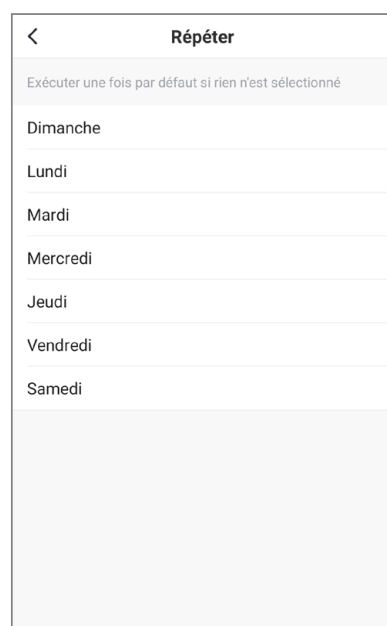 Répéter
Exécuter une fois par défaut si rien n'est sélectionné
Dimanche
Lundi
Mardi
Mercredi
Jeudi
Vendredi
Samedi